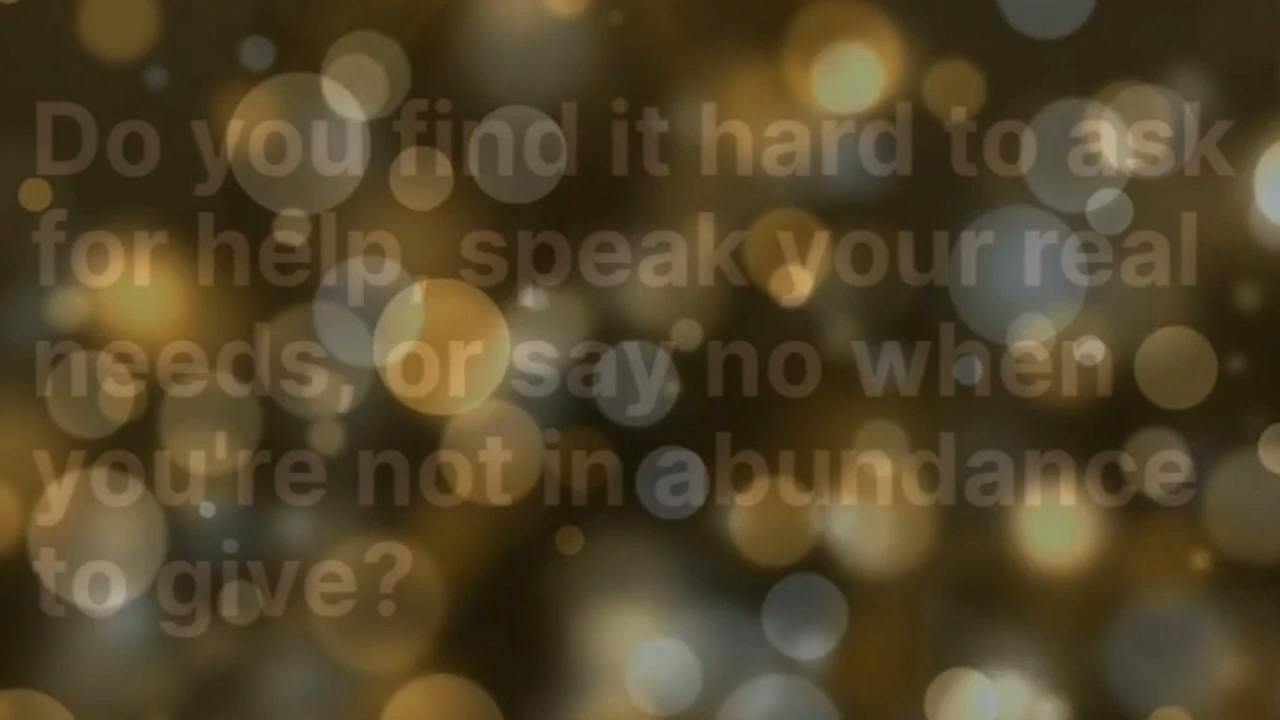 Do you find it hard to ask
for help, speak your real
needs, or say no when
you're not in abundance
to give?